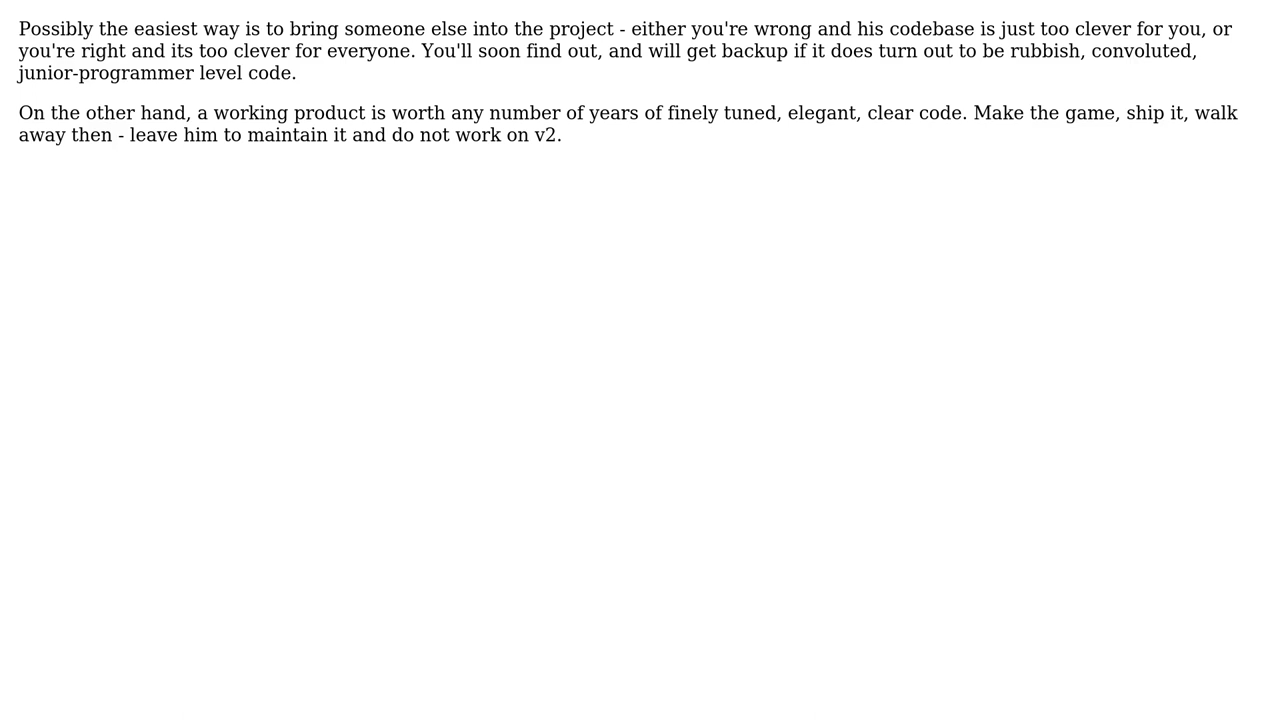 Possibly the easiest way is to bring someone else into the project - either you're wrong and his codebase is just too clever for you, or
you're right and its too clever for everyone. You'll soon find out, and will get backup if it does turn out to be rubbish, convoluted,
junior-programmer level code.
On the other hand, a working product is worth any number of years of finely tuned, elegant, clear code. Make the game, ship it, walk
away then - leave him to maintain it and do not work on v2.